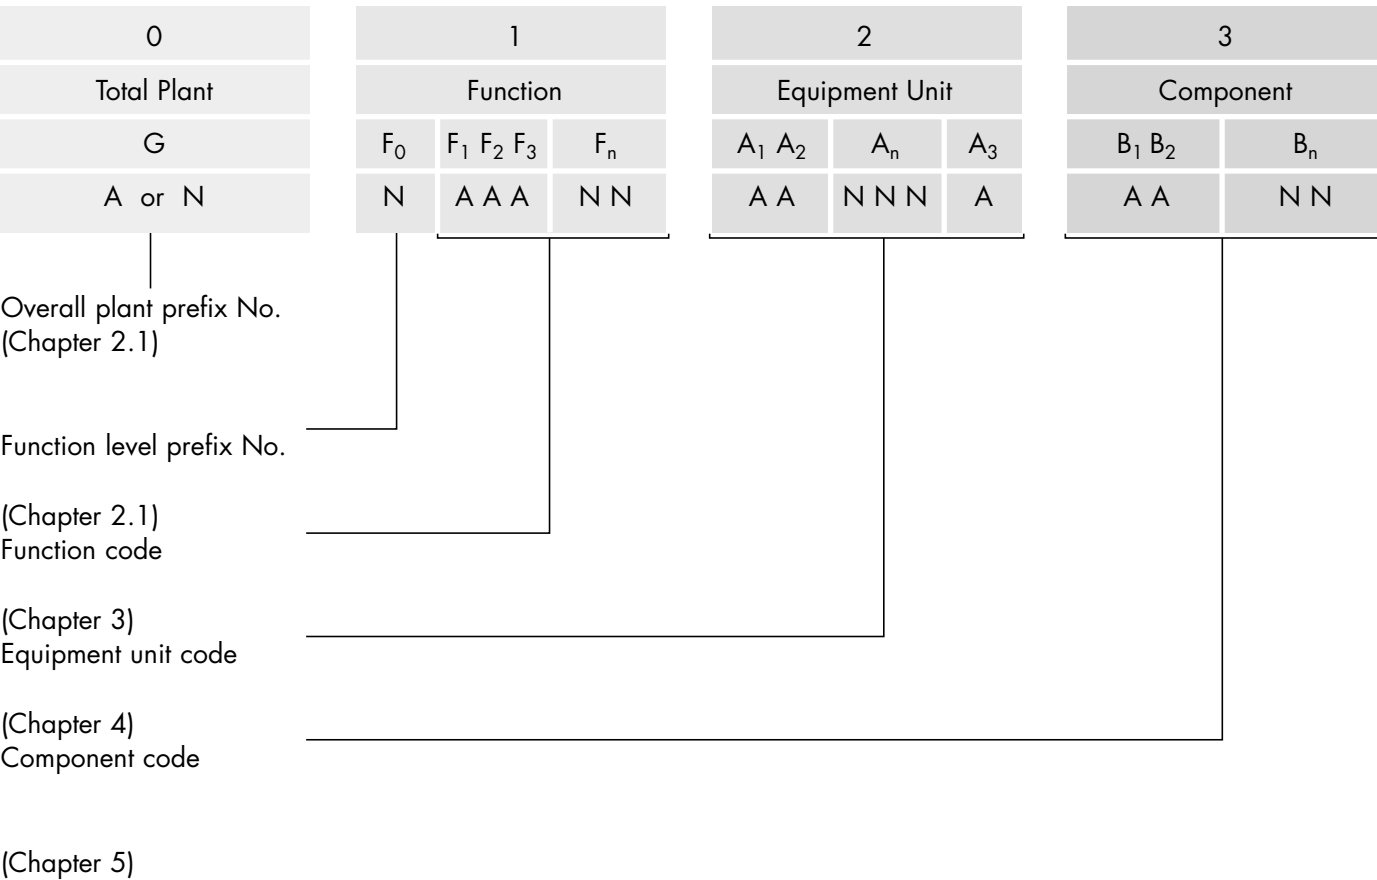 0 1 2 3
Total Plant Function Equipment Unit Component
G F₀ F₁ F₂ F₃ Fₙ A₁ A₂ Aₙ A₃ B₁ B₂ Bₙ
A or N N A A A N N A A N N N A A A N N
Overall plant prefix No.
(Chapter 2.1)
Function level prefix No.
(Chapter 2.1)
Function code
(Chapter 3)
Equipment unit code
(Chapter 4)
Component code
(Chapter 5)